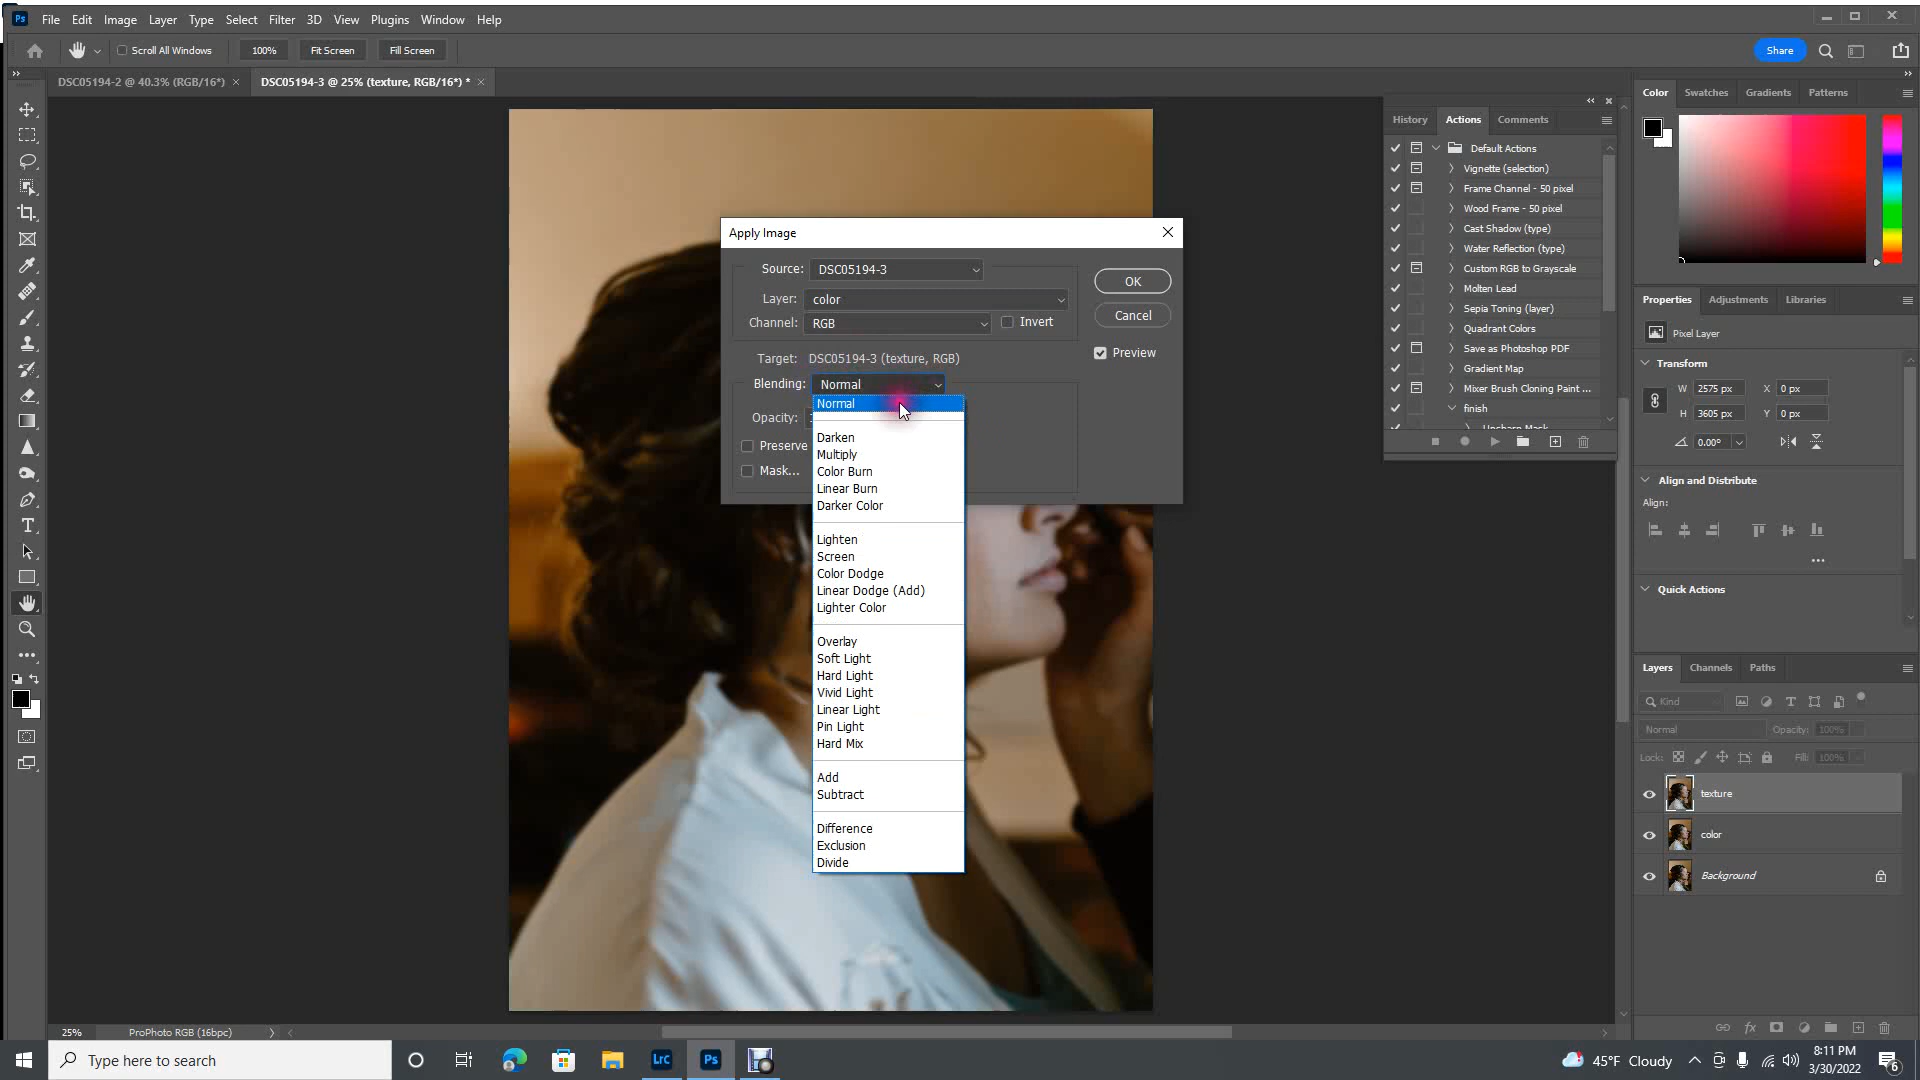 Ps File Edit Image Layer Type Select Filter 3D View Plugins Window Help
Scroll All Windows 100% Fit Screen Fill Screen Share
DSC05194-2 @ 40.3% (RGB/16*) × DSC05194-3 @ 25% (texture, RGB/16*) * ×
Color Swatches Gradients Patterns
History Actions Comments
Default Actions
Vignette (selection)
Frame Channel - 50 pixel
Wood Frame - 50 pixel
Cast Shadow (type)
Water Reflection (type)
Custom RGB to Grayscale
Molten Lead
Sepia Toning (layer)
Quadrant Colors
Save as Photoshop PDF
Gradient Map
Mixer Brush Cloning Paint ...
finish
Apply Image
Source: DSC05194-3
Layer: color
Channel: RGB Invert
OK
Cancel
Preview
Target: DSC05194-3 (texture, RGB)
Blending: Normal
Opacity:
Preserve
Mask...
Normal
Darken
Multiply
Color Burn
Linear Burn
Darker Color
Lighten
Screen
Color Dodge
Linear Dodge (Add)
Lighter Color
Overlay
Soft Light
Hard Light
Vivid Light
Linear Light
Pin Light
Hard Mix
Add
Subtract
Difference
Exclusion
Divide
Properties Adjustments Libraries
Pixel Layer
Transform
W 2575 px X 0 px
H 3605 px Y 0 px
0.00°
Align and Distribute
Align:
Quick Actions
Layers Channels Paths
Kind
Normal Opacity: 100%
Lock: Fill: 100%
texture
color
Background
25% ProPhoto RGB (16bpc)
Type here to search
LrC Ps
45°F Cloudy
8:11 PM
3/30/2022
6